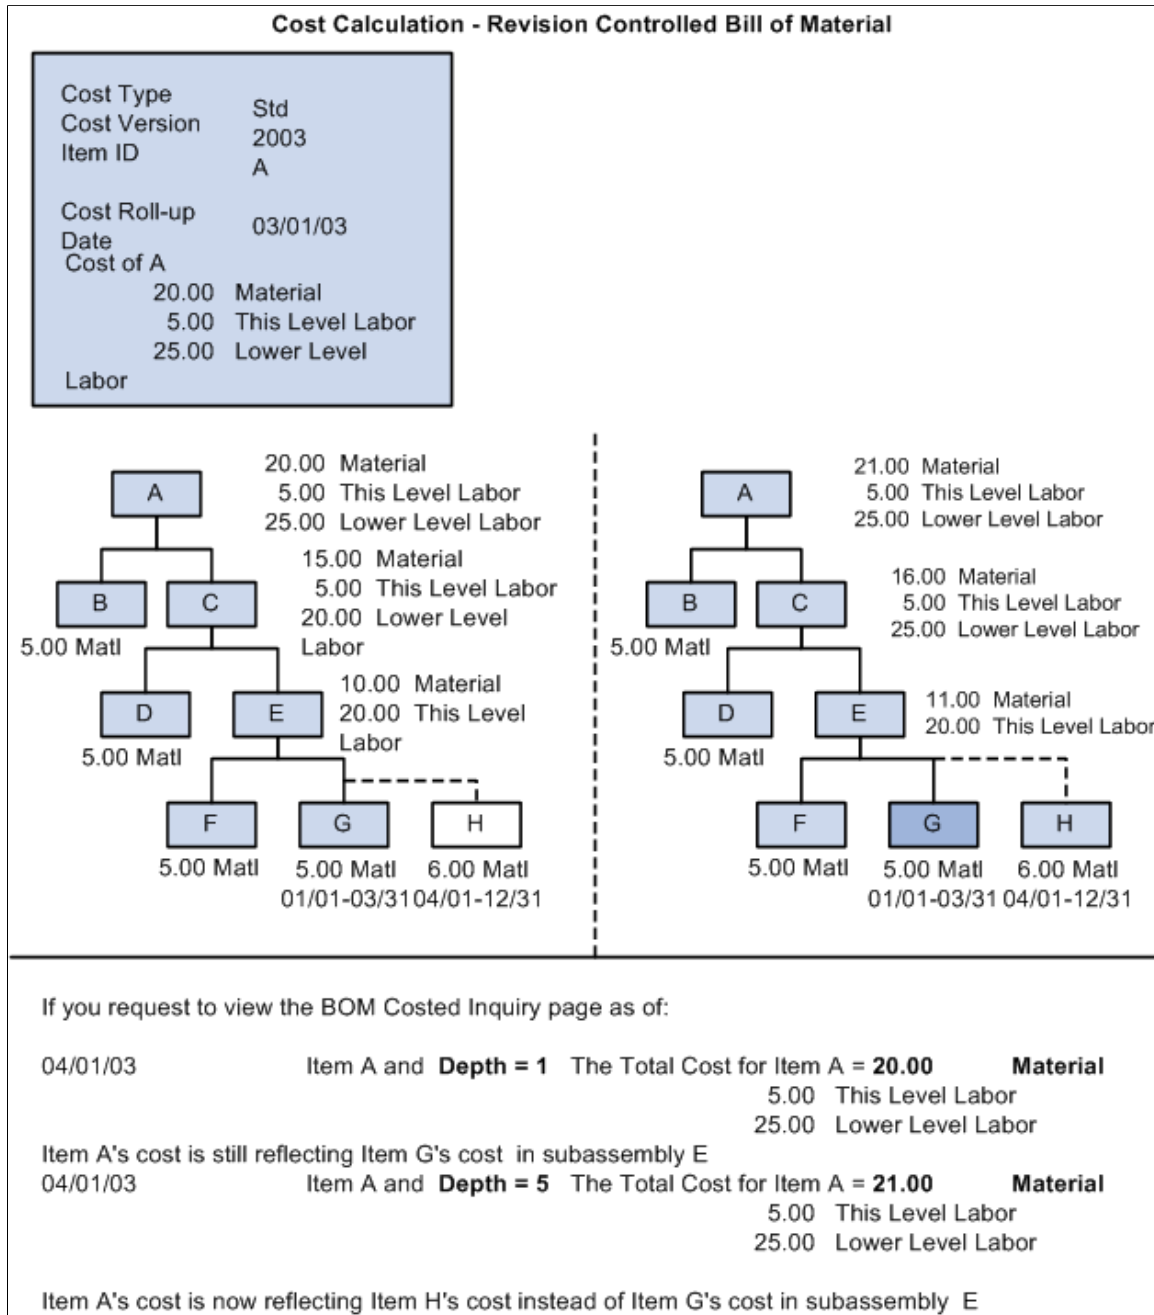 Cost Calculation - Revision Controlled Bill of Material
Cost Type
Std
Cost Version
2003
Item ID
A
Cost Roll-up
Date
03/01/03
Cost of A
20.00 Material
5.00 This Level Labor
25.00 Lower Level
Labor
A
20.00 Material
5.00 This Level Labor
25.00 Lower Level Labor
B
C
5.00 Matl
15.00 Material
5.00 This Level Labor
20.00 Lower Level
Labor
D
E
5.00 Matl
10.00 Material
20.00 This Level
Labor
F
G
H
5.00 Matl
5.00 Matl
01/01-03/31
6.00 Matl
04/01-12/31
A
21.00 Material
5.00 This Level Labor
25.00 Lower Level Labor
B
C
5.00 Matl
16.00 Material
5.00 This Level Labor
25.00 Lower Level Labor
D
E
5.00 Matl
11.00 Material
20.00 This Level Labor
F
G
H
5.00 Matl
5.00 Matl
01/01-03/31
6.00 Matl
04/01-12/31
If you request to view the BOM Costed Inquiry page as of:
04/01/03 Item A and Depth = 1 The Total Cost for Item A = 20.00 Material
5.00 This Level Labor
25.00 Lower Level Labor
Item A's cost is still reflecting Item G's cost in subassembly E
04/01/03 Item A and Depth = 5 The Total Cost for Item A = 21.00 Material
5.00 This Level Labor
25.00 Lower Level Labor
Item A's cost is now reflecting Item H's cost instead of Item G's cost in subassembly E